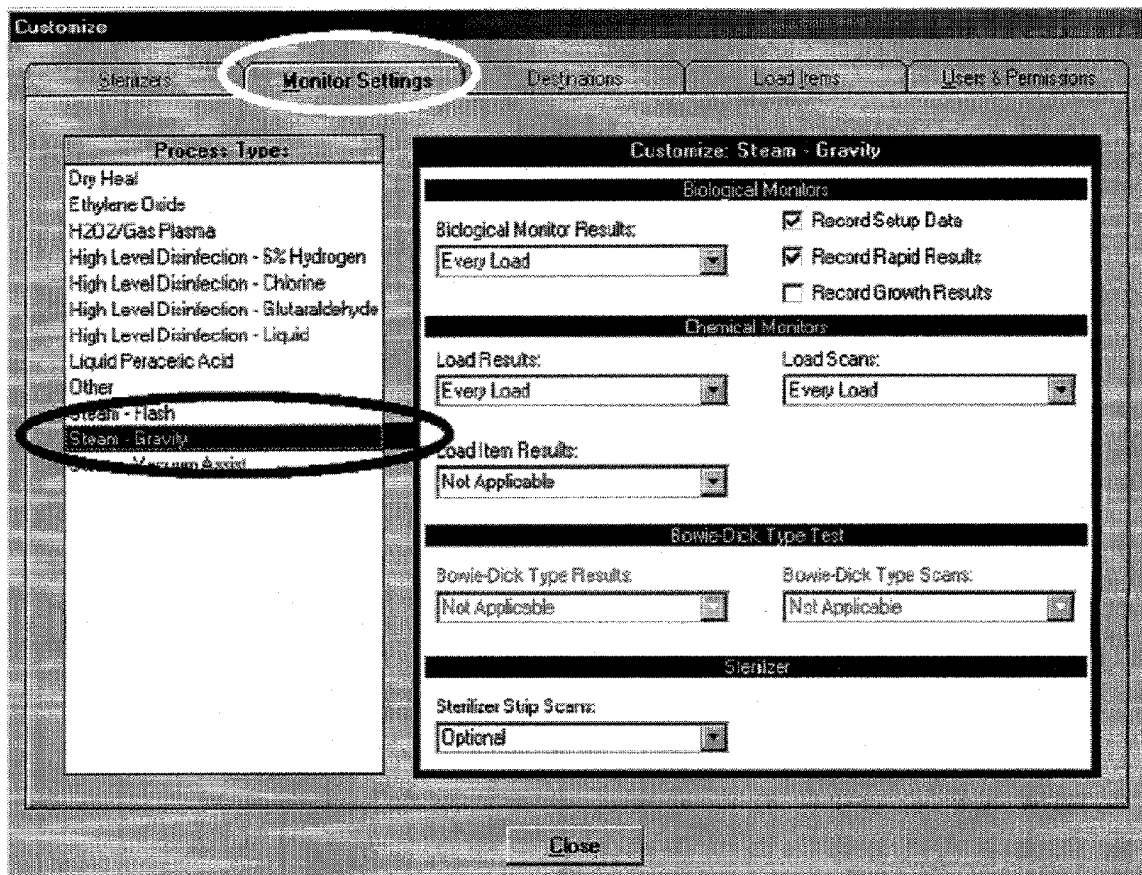 Customize
Sterilizers Monitor Settings Destinations Load Items Users & Permissions
Process Types
Customize: Steam - Gravity
Dry Heat
Ethylene Oxide
H2O2/Gas Plasma
High Level Disinfection - 6% Hydrogen
High Level Disinfection - Chlorine
High Level Disinfection - Glutaraldehyde
High Level Disinfection - Liquid
Liquid Peracetic Acid
Other
Steam - Flash
Steam - Gravity
Vacuum Assist
Biological Monitors
Biological Monitor Results:
Every Load
Record Setup Data
Record Rapid Results
Record Growth Results
Chemical Monitors
Load Results:
Every Load
Load Scans:
Every Load
Load Item Results:
Not Applicable
Bowie-Dick Type Test
Bowie-Dick Type Results:
Not Applicable
Bowie-Dick Type Scans:
Not Applicable
Sterilizer
Sterilizer Strip Scans:
Optional
Close